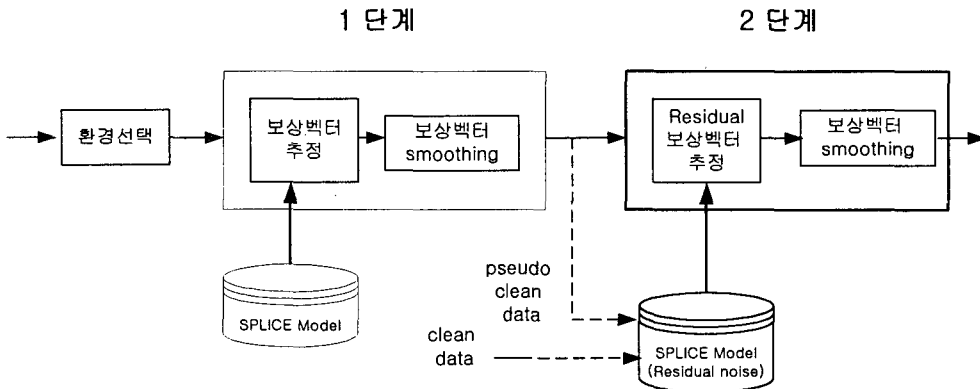 1 단계
2 단계
환경선택
보상벡터
추정
보상벡터
smoothing
Residual
보상벡터
추정
보상벡터
smoothing
SPLICE Model
pseudo
clean
data
clean
data
SPLICE Model
(Residual noise)